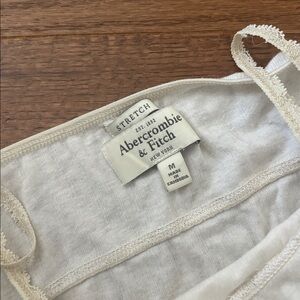 STRETCH
EST. 1892
Abercrombie
& Fitch
NEW YORK
M
MADE IN
CAMBODIA